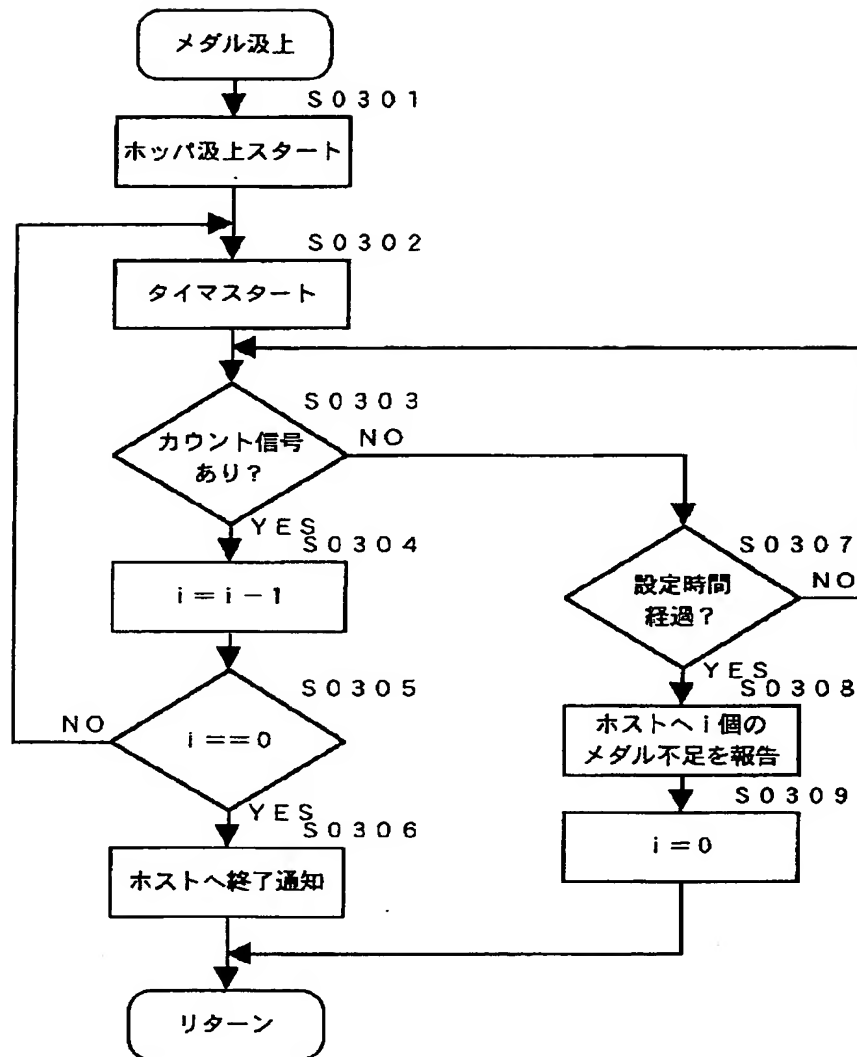 メダル汲上
S0301
ホッパ汲上スタート
S0302
タイマスタート
S0303
カウント信号
あり?
NO
YES
S0304
i=i-1
S0305
i==0
NO
YES
S0306
ホストへ終了通知
S0307
設定時間
経過?
NO
YES
S0308
ホストへi個の
メダル不足を報告
S0309
i=0
リターン